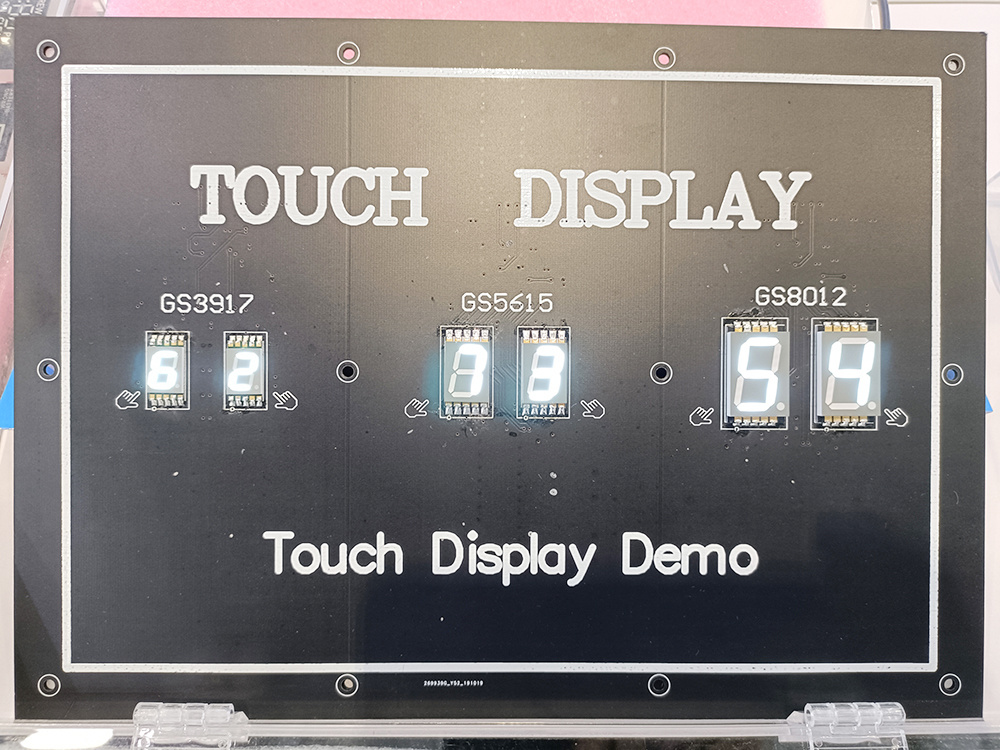 TOUCH DISPLAY
GS3917 GS5615 GS8012
62 33 54
Touch Display Demo